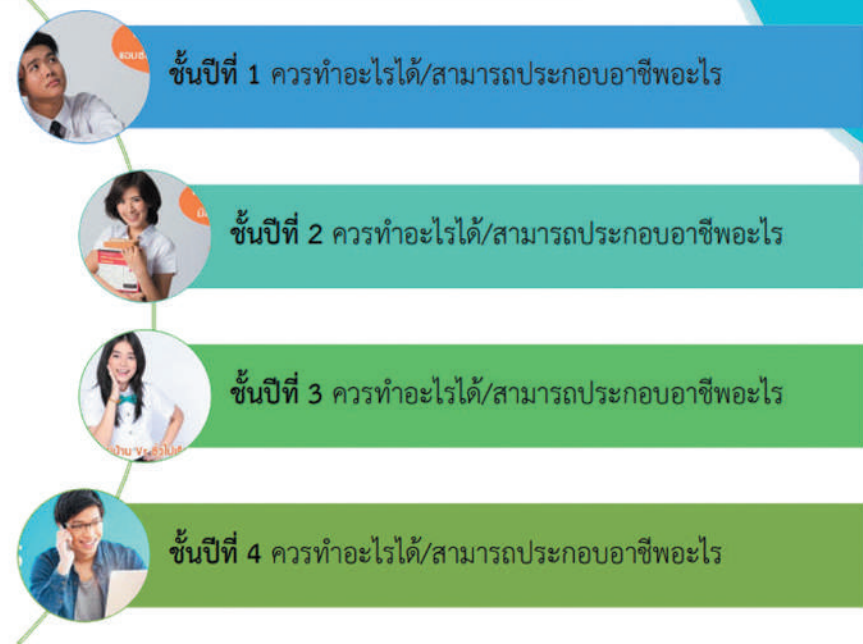 ชั้นปีที่ 1 ควรทำอะไรได้/สามารถประกอบอาชีพอะไร
ชั้นปีที่ 2 ควรทำอะไรได้/สามารถประกอบอาชีพอะไร
ชั้นปีที่ 3 ควรทำอะไรได้/สามารถประกอบอาชีพอะไร
ชั้นปีที่ 4 ควรทำอะไรได้/สามารถประกอบอาชีพอะไร